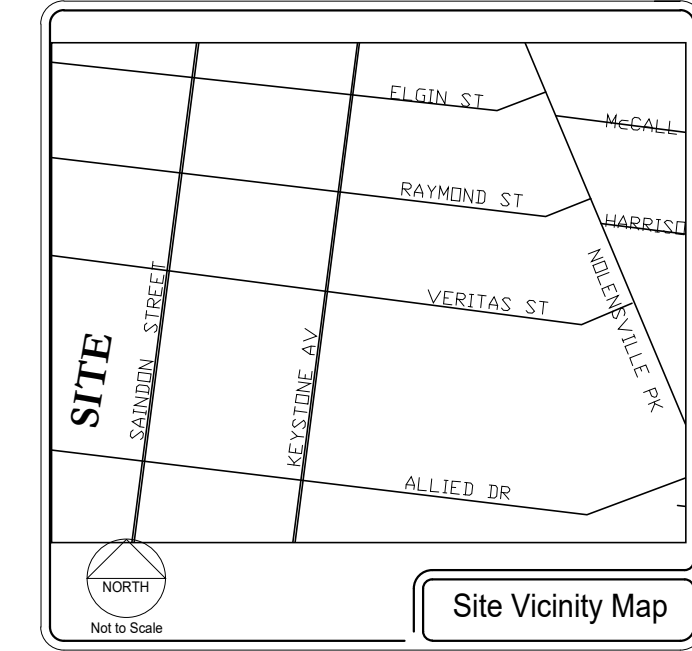 ELGIN ST
McCALL
RAYMOND ST
HARRISO
NOLENSVILLE PK
VERITAS ST
SAINDON STREET
SITE
KEYSTONE AV
ALLIED DR
NORTH
Not to Scale
Site Vicinity Map